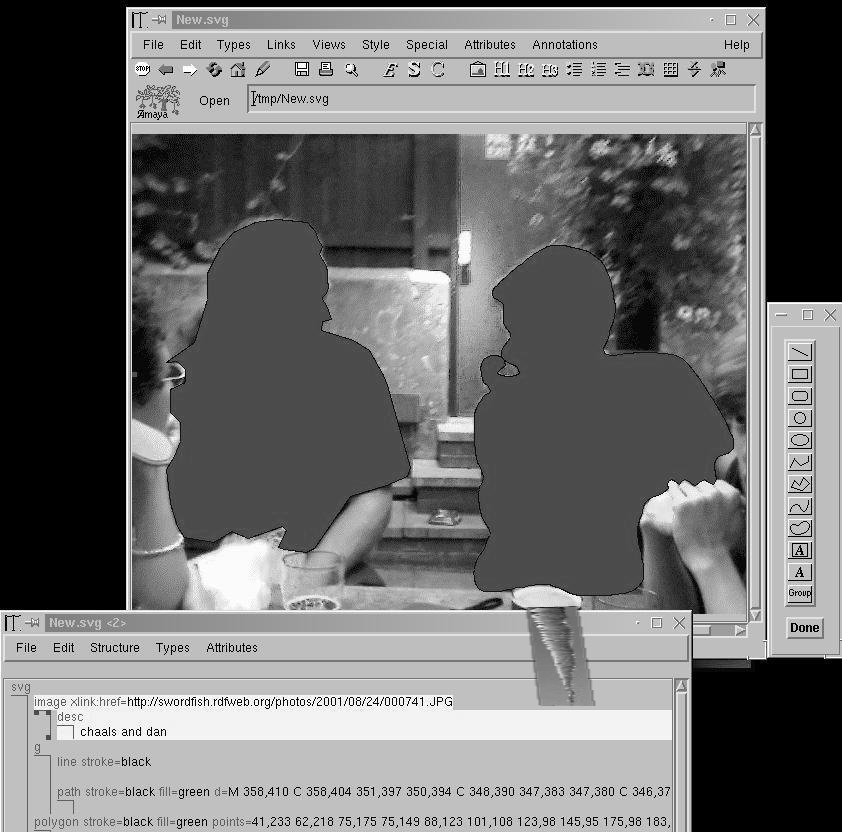 New.svg
File Edit Types Links Views Style Special Attributes Annotations Help
STOP H1 H2 H3
Amaya Open /tmp/New.svg
A
A
Group
Done
New.svg <2>
File Edit Structure Types Attributes
svg
image xlink:href=http://swordfish.rdfweb.org/photos/2001/08/24/000741.JPG
desc
chaals and dan
g
line stroke=black
path stroke=black fill=green d=M 358,410 C 358,404 351,397 350,394 C 348,390 347,383 347,380 C 346,37
polygon stroke=black fill=green points=41,233 62,218 75,175 75,149 88,123 101,108 123,98 145,95 175,98 183,